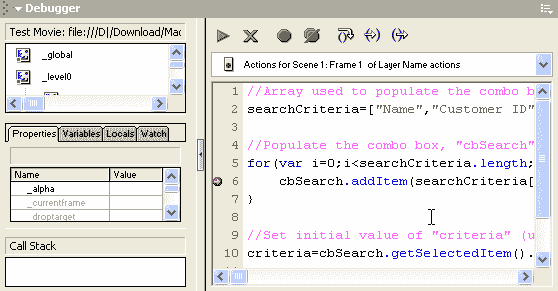 Debugger
Test Movie: file:///D|/Download/Mac
_global
_level0
Properties
Variables
Locals
Watch
Name
Value
_alpha
_currentframe
droptarget
Call Stack
Actions for Scene 1: Frame 1 of Layer Name actions
1 //Array used to populate the combo b
2 searchCriteria=["Name","Customer ID"
3
4 //Populate the combo box, "cbSearch"
5 for(var i=0;i<searchCriteria.length;
6 cbSearch.addItem(searchCriteria[
7 }
8
9 //Set initial value of "criteria" (u
10 criteria=cbSearch.getSelectedItem().